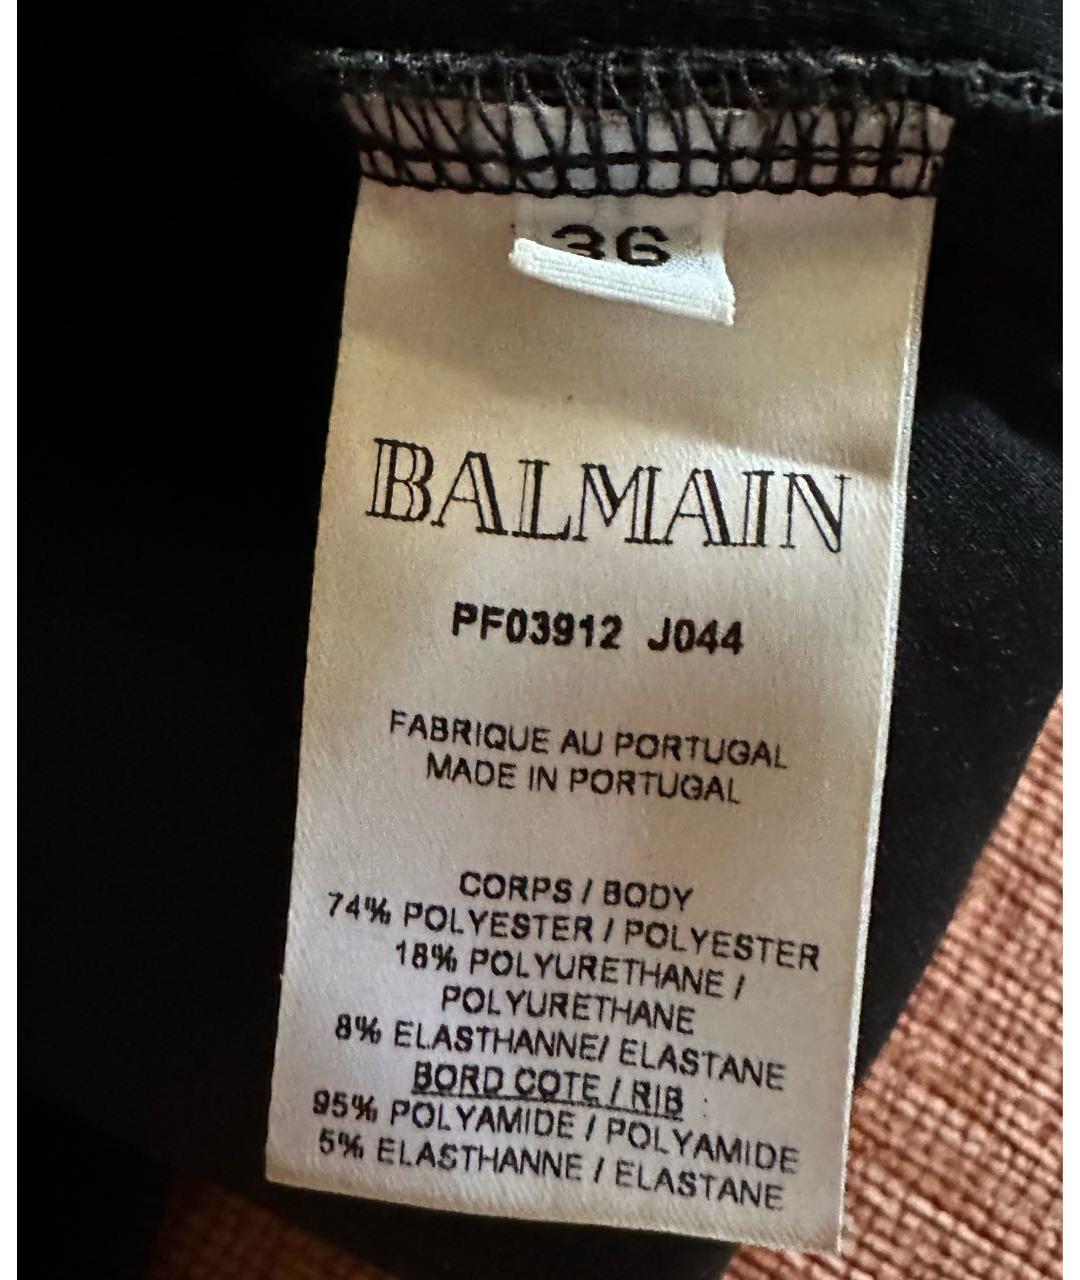 36
BALMAIN
PF03912 J044
FABRIQUE AU PORTUGAL
MADE IN PORTUGAL
CORPS / BODY
74% POLYESTER / POLYESTER
18% POLYURETHANE /
POLYURETHANE
8% ELASTHANNE/ ELASTANE
BORD COTE / RIB
95% POLYAMIDE / POLYAMIDE
5% ELASTHANNE / ELASTANE